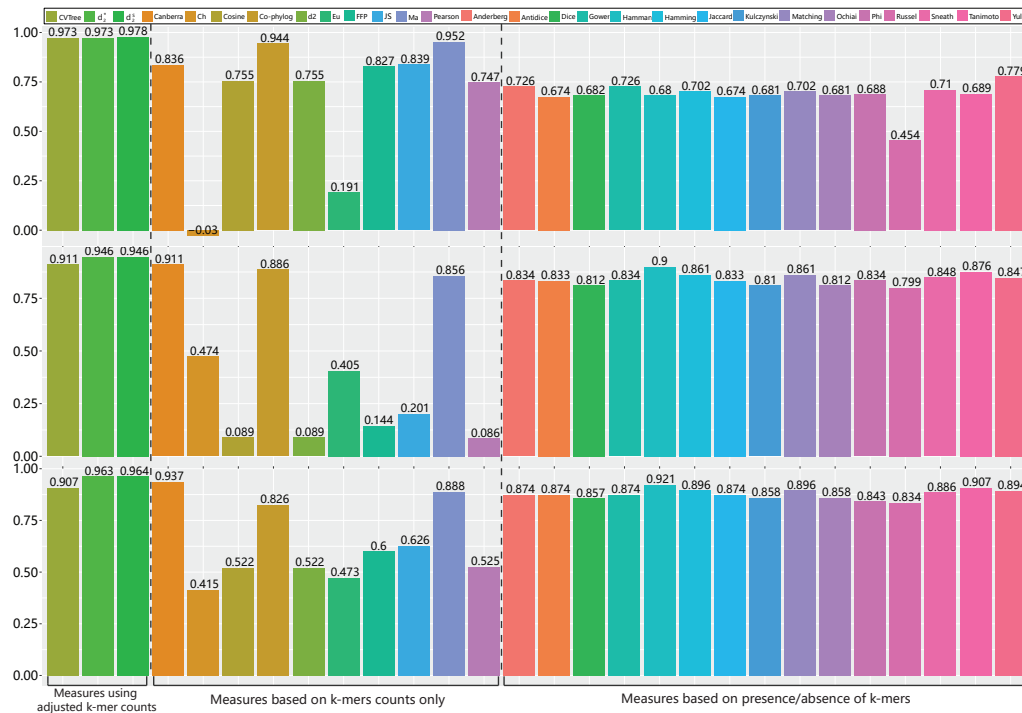 CVTree d*2 dS2 Canberra Ch Cosine Co-phylog d2 Eu FFP JS Ma Pearson Anderberg Antidice Dice Gower Hamman Hamming Jaccard Kulczynski Matching Ochiai Phi Russel Sneath Tanimoto Yul
1.00
0.75
0.50
0.25
0.00
0.973 0.973 0.978 0.836 −0.03 0.755 0.944 0.755 0.191 0.827 0.839 0.952 0.747 0.726 0.674 0.682 0.726 0.68 0.702 0.674 0.681 0.702 0.681 0.688 0.454 0.71 0.689 0.779
0.75
0.50
0.25
0.00
0.911 0.946 0.946 0.911 0.474 0.089 0.886 0.089 0.405 0.144 0.201 0.856 0.086 0.834 0.833 0.812 0.834 0.9 0.861 0.833 0.81 0.861 0.812 0.834 0.799 0.848 0.876 0.847
1.00
0.75
0.50
0.25
0.00
0.907 0.963 0.964 0.937 0.415 0.522 0.826 0.522 0.473 0.6 0.626 0.888 0.525 0.874 0.874 0.857 0.874 0.921 0.896 0.874 0.858 0.896 0.858 0.843 0.834 0.886 0.907 0.894
Measures using
adjusted k-mer counts
Measures based on k-mers counts only
Measures based on presence/absence of k-mers